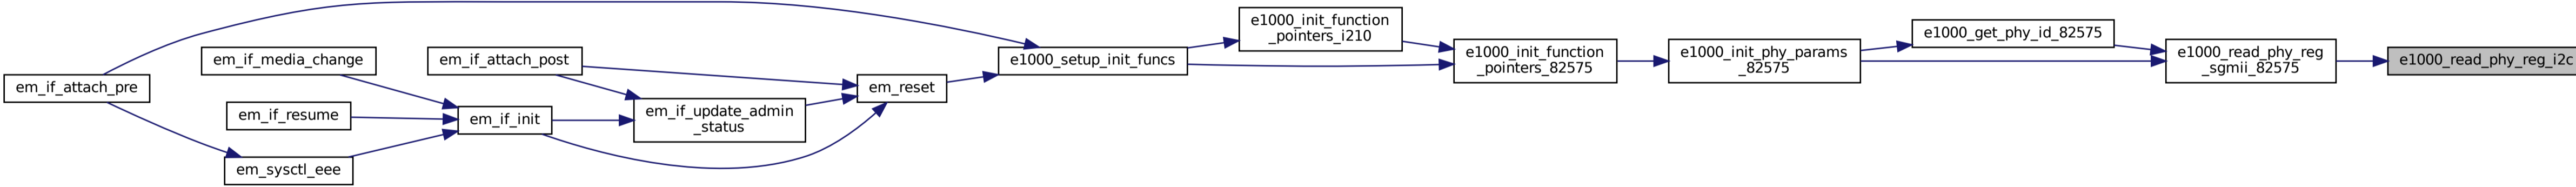 em_if_attach_pre
em_if_media_change
em_if_resume
em_sysctl_eee
em_if_attach_post
em_if_init
em_if_update_admin
_status
em_reset
e1000_setup_init_funcs
e1000_init_function
_pointers_i210
e1000_init_function
_pointers_82575
e1000_init_phy_params
_82575
e1000_get_phy_id_82575
e1000_read_phy_reg
_sgmii_82575
e1000_read_phy_reg_i2c